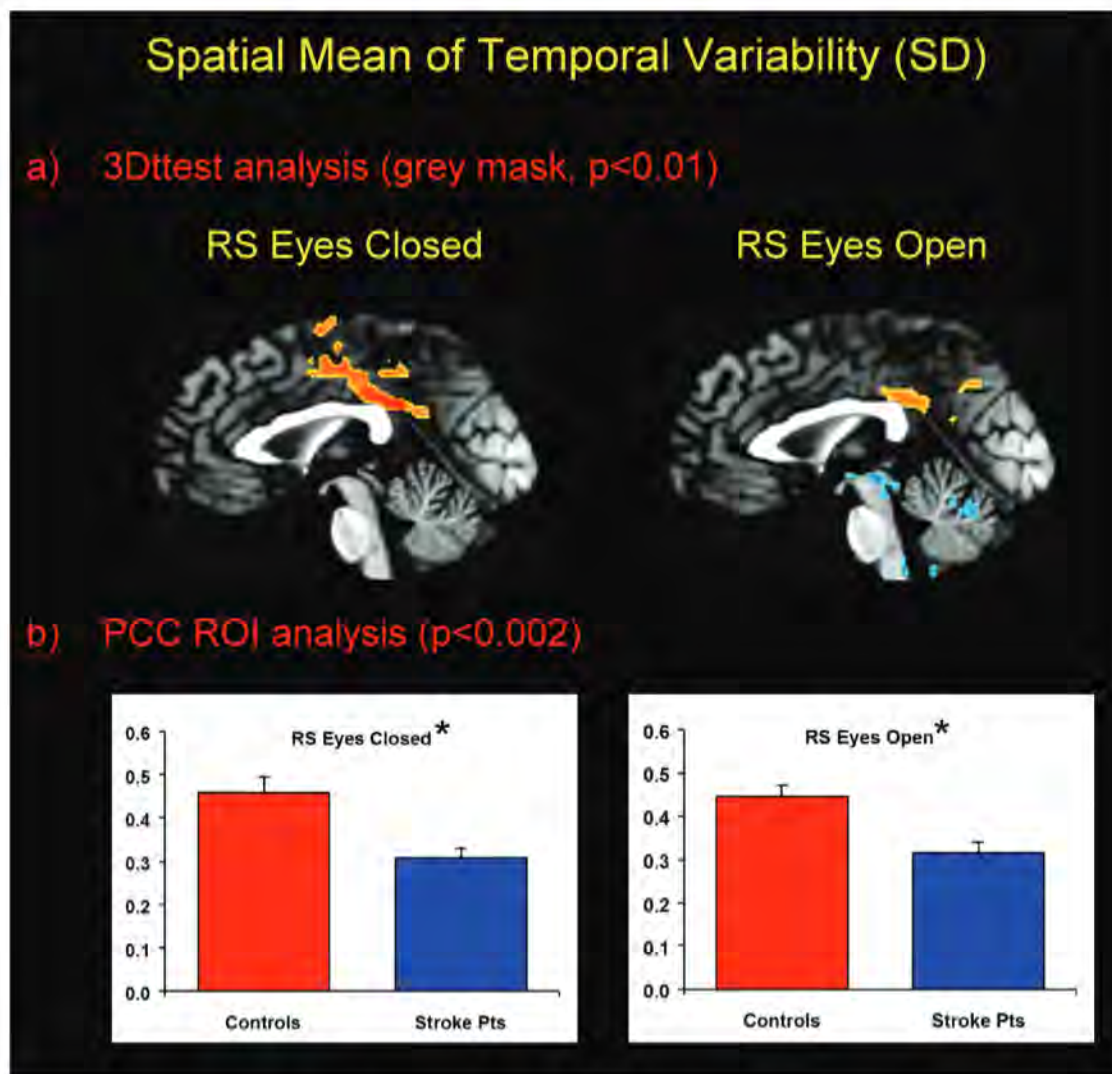 Spatial Mean of Temporal Variability (SD)
a) 3Dttest analysis (grey mask, p<0.01)
RS Eyes Closed
RS Eyes Open
b) PCC ROI analysis (p<0.002)
RS Eyes Closed*
0.6
0.5
0.4
0.3
0.2
0.1
0.0
Controls Stroke Pts
RS Eyes Open*
0.6
0.5
0.4
0.3
0.2
0.1
0.0
Controls Stroke Pts